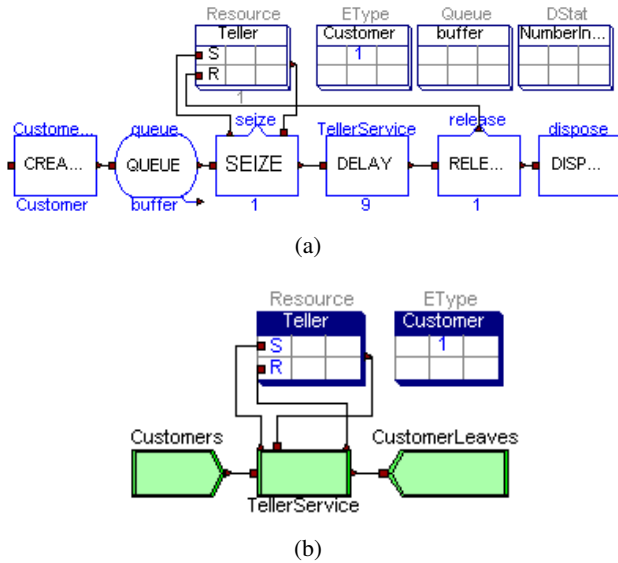 Resource EType Queue DStat
Teller Customer buffer NumberIn...
S 1
R
1
Custome... queue seize TellerService release dispose
CREA... QUEUE SEIZE DELAY RELE... DISP...
Customer buffer 1 9 1
(a)
Resource EType
Teller Customer
S 1
R
Customers CustomerLeaves
TellerService
(b)